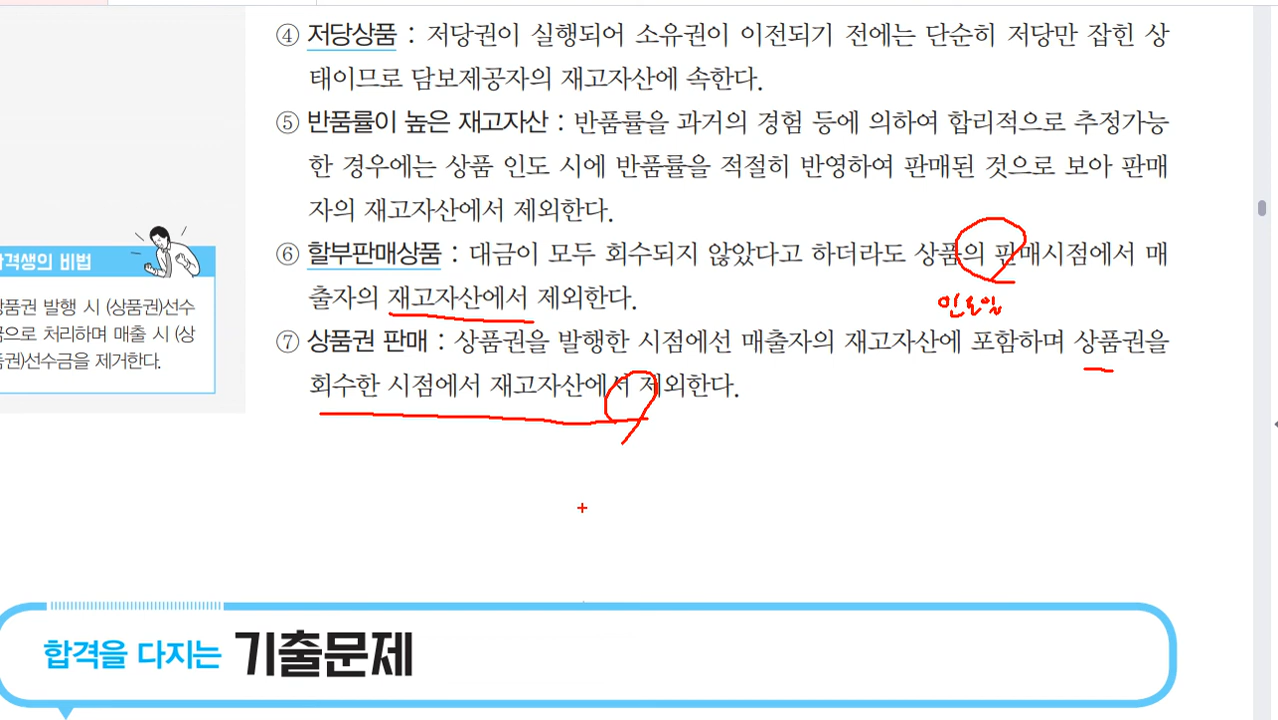 ④ 저당상품 : 저당권이 실행되어 소유권이 이전되기 전에는 단순히 저당만 잡힌 상
태이므로 담보제공자의 재고자산에 속한다.
⑤ 반품률이 높은 재고자산 : 반품률을 과거의 경험 등에 의하여 합리적으로 추정가능
한 경우에는 상품 인도 시에 반품률을 적절히 반영하여 판매된 것으로 보아 판매
자의 재고자산에서 제외한다.
⑥ 할부판매상품 : 대금이 모두 회수되지 않았다고 하더라도 상품의 판매시점에서 매
출자의 재고자산에서 제외한다.
인도일
⑦ 상품권 판매 : 상품권을 발행한 시점에선 매출자의 재고자산에 포함하며 상품권을
회수한 시점에서 재고자산에서 제외한다.
격생의 비법
품권 발행 시 (상품권)선수
으로 처리하며 매출 시 (상
권)선수금을 제거한다.
합격을 다지는 기출문제